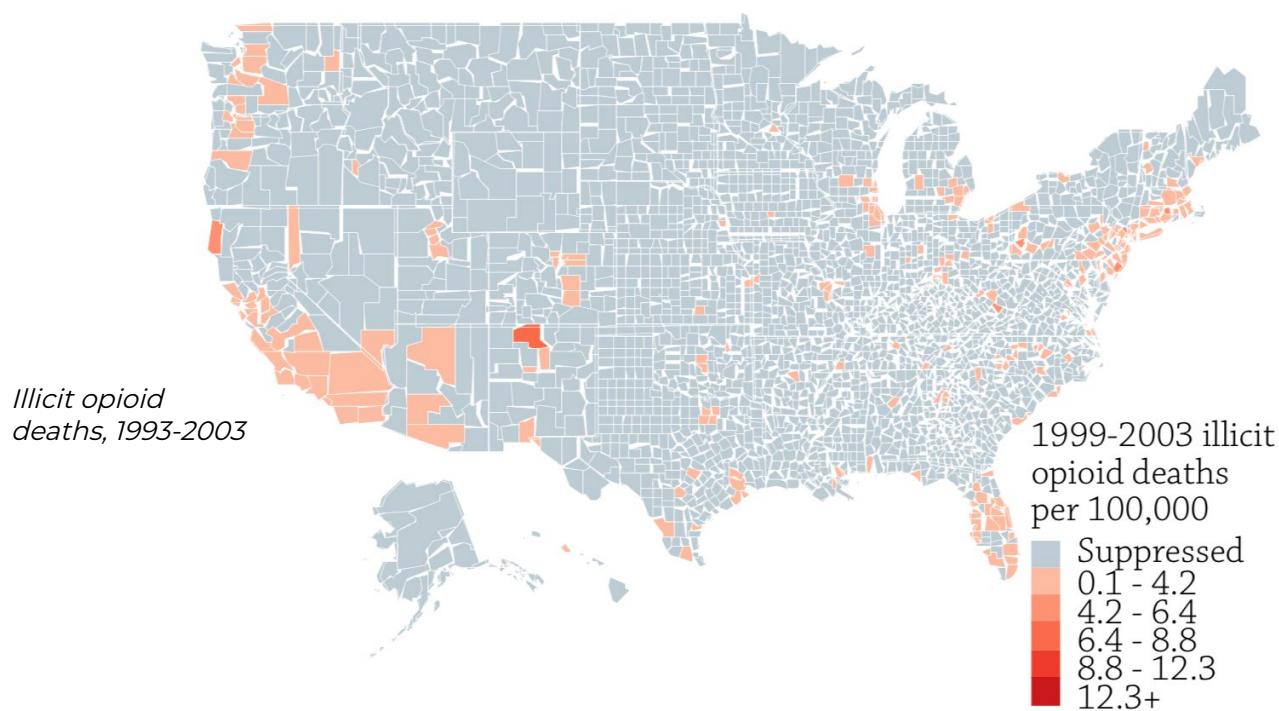 Illicit opioid
deaths, 1993-2003
1999-2003 illicit
opioid deaths
per 100,000
Suppressed
0.1 - 4.2
4.2 - 6.4
6.4 - 8.8
8.8 - 12.3
12.3+